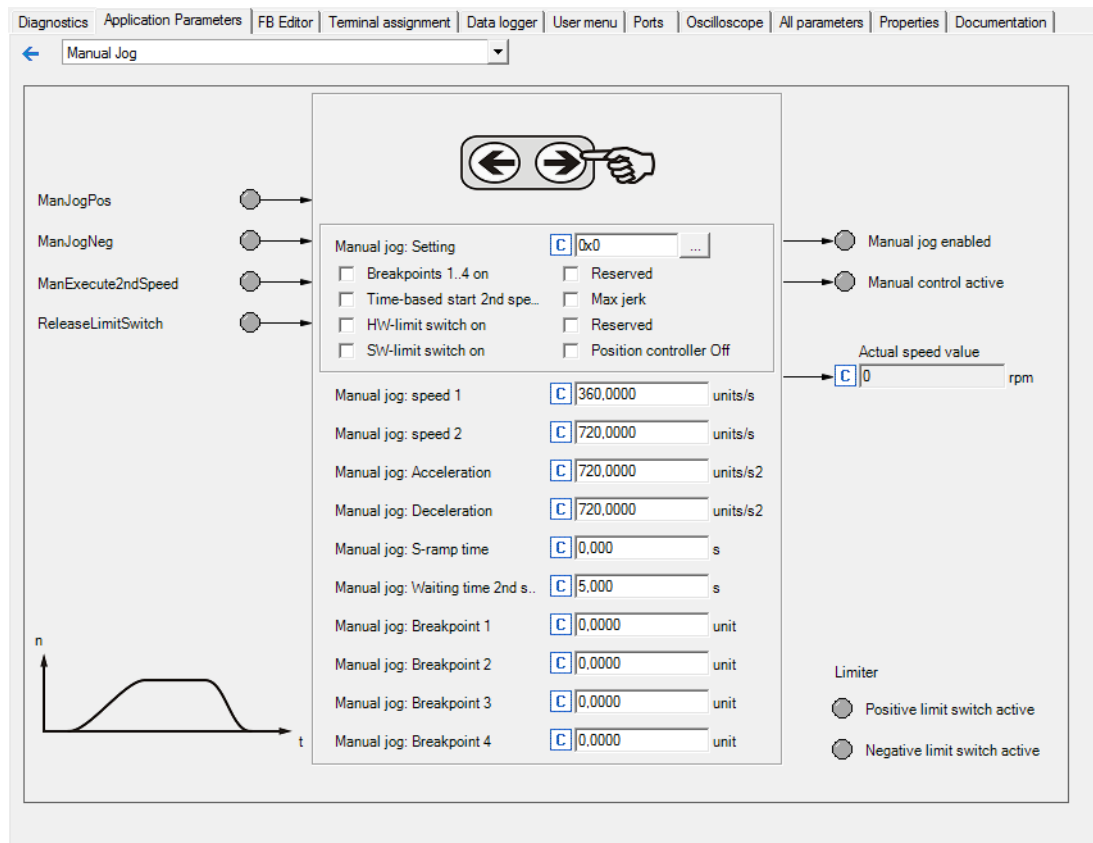 Diagnostics Application Parameters FB Editor Terminal assignment Data logger User menu Ports Oscilloscope All parameters Properties Documentation
Manual Jog
ManJogPos
ManJogNeg
ManExecute2ndSpeed
ReleaseLimitSwitch
Manual jog: Setting C 0x0 ...
Breakpoints 1..4 on Reserved
Time-based start 2nd spe... Max jerk
HW-limit switch on Reserved
SW-limit switch on Position controller Off
Manual jog: speed 1 C 360,0000 units/s
Manual jog: speed 2 C 720,0000 units/s
Manual jog: Acceleration C 720,0000 units/s2
Manual jog: Deceleration C 720,0000 units/s2
Manual jog: S-ramp time C 0,000 s
Manual jog: Waiting time 2nd s.. C 5,000 s
Manual jog: Breakpoint 1 C 0,0000 unit
Manual jog: Breakpoint 2 C 0,0000 unit
Manual jog: Breakpoint 3 C 0,0000 unit
Manual jog: Breakpoint 4 C 0,0000 unit
Manual jog enabled
Manual control active
Actual speed value
C 0 rpm
n
t
Limiter
Positive limit switch active
Negative limit switch active